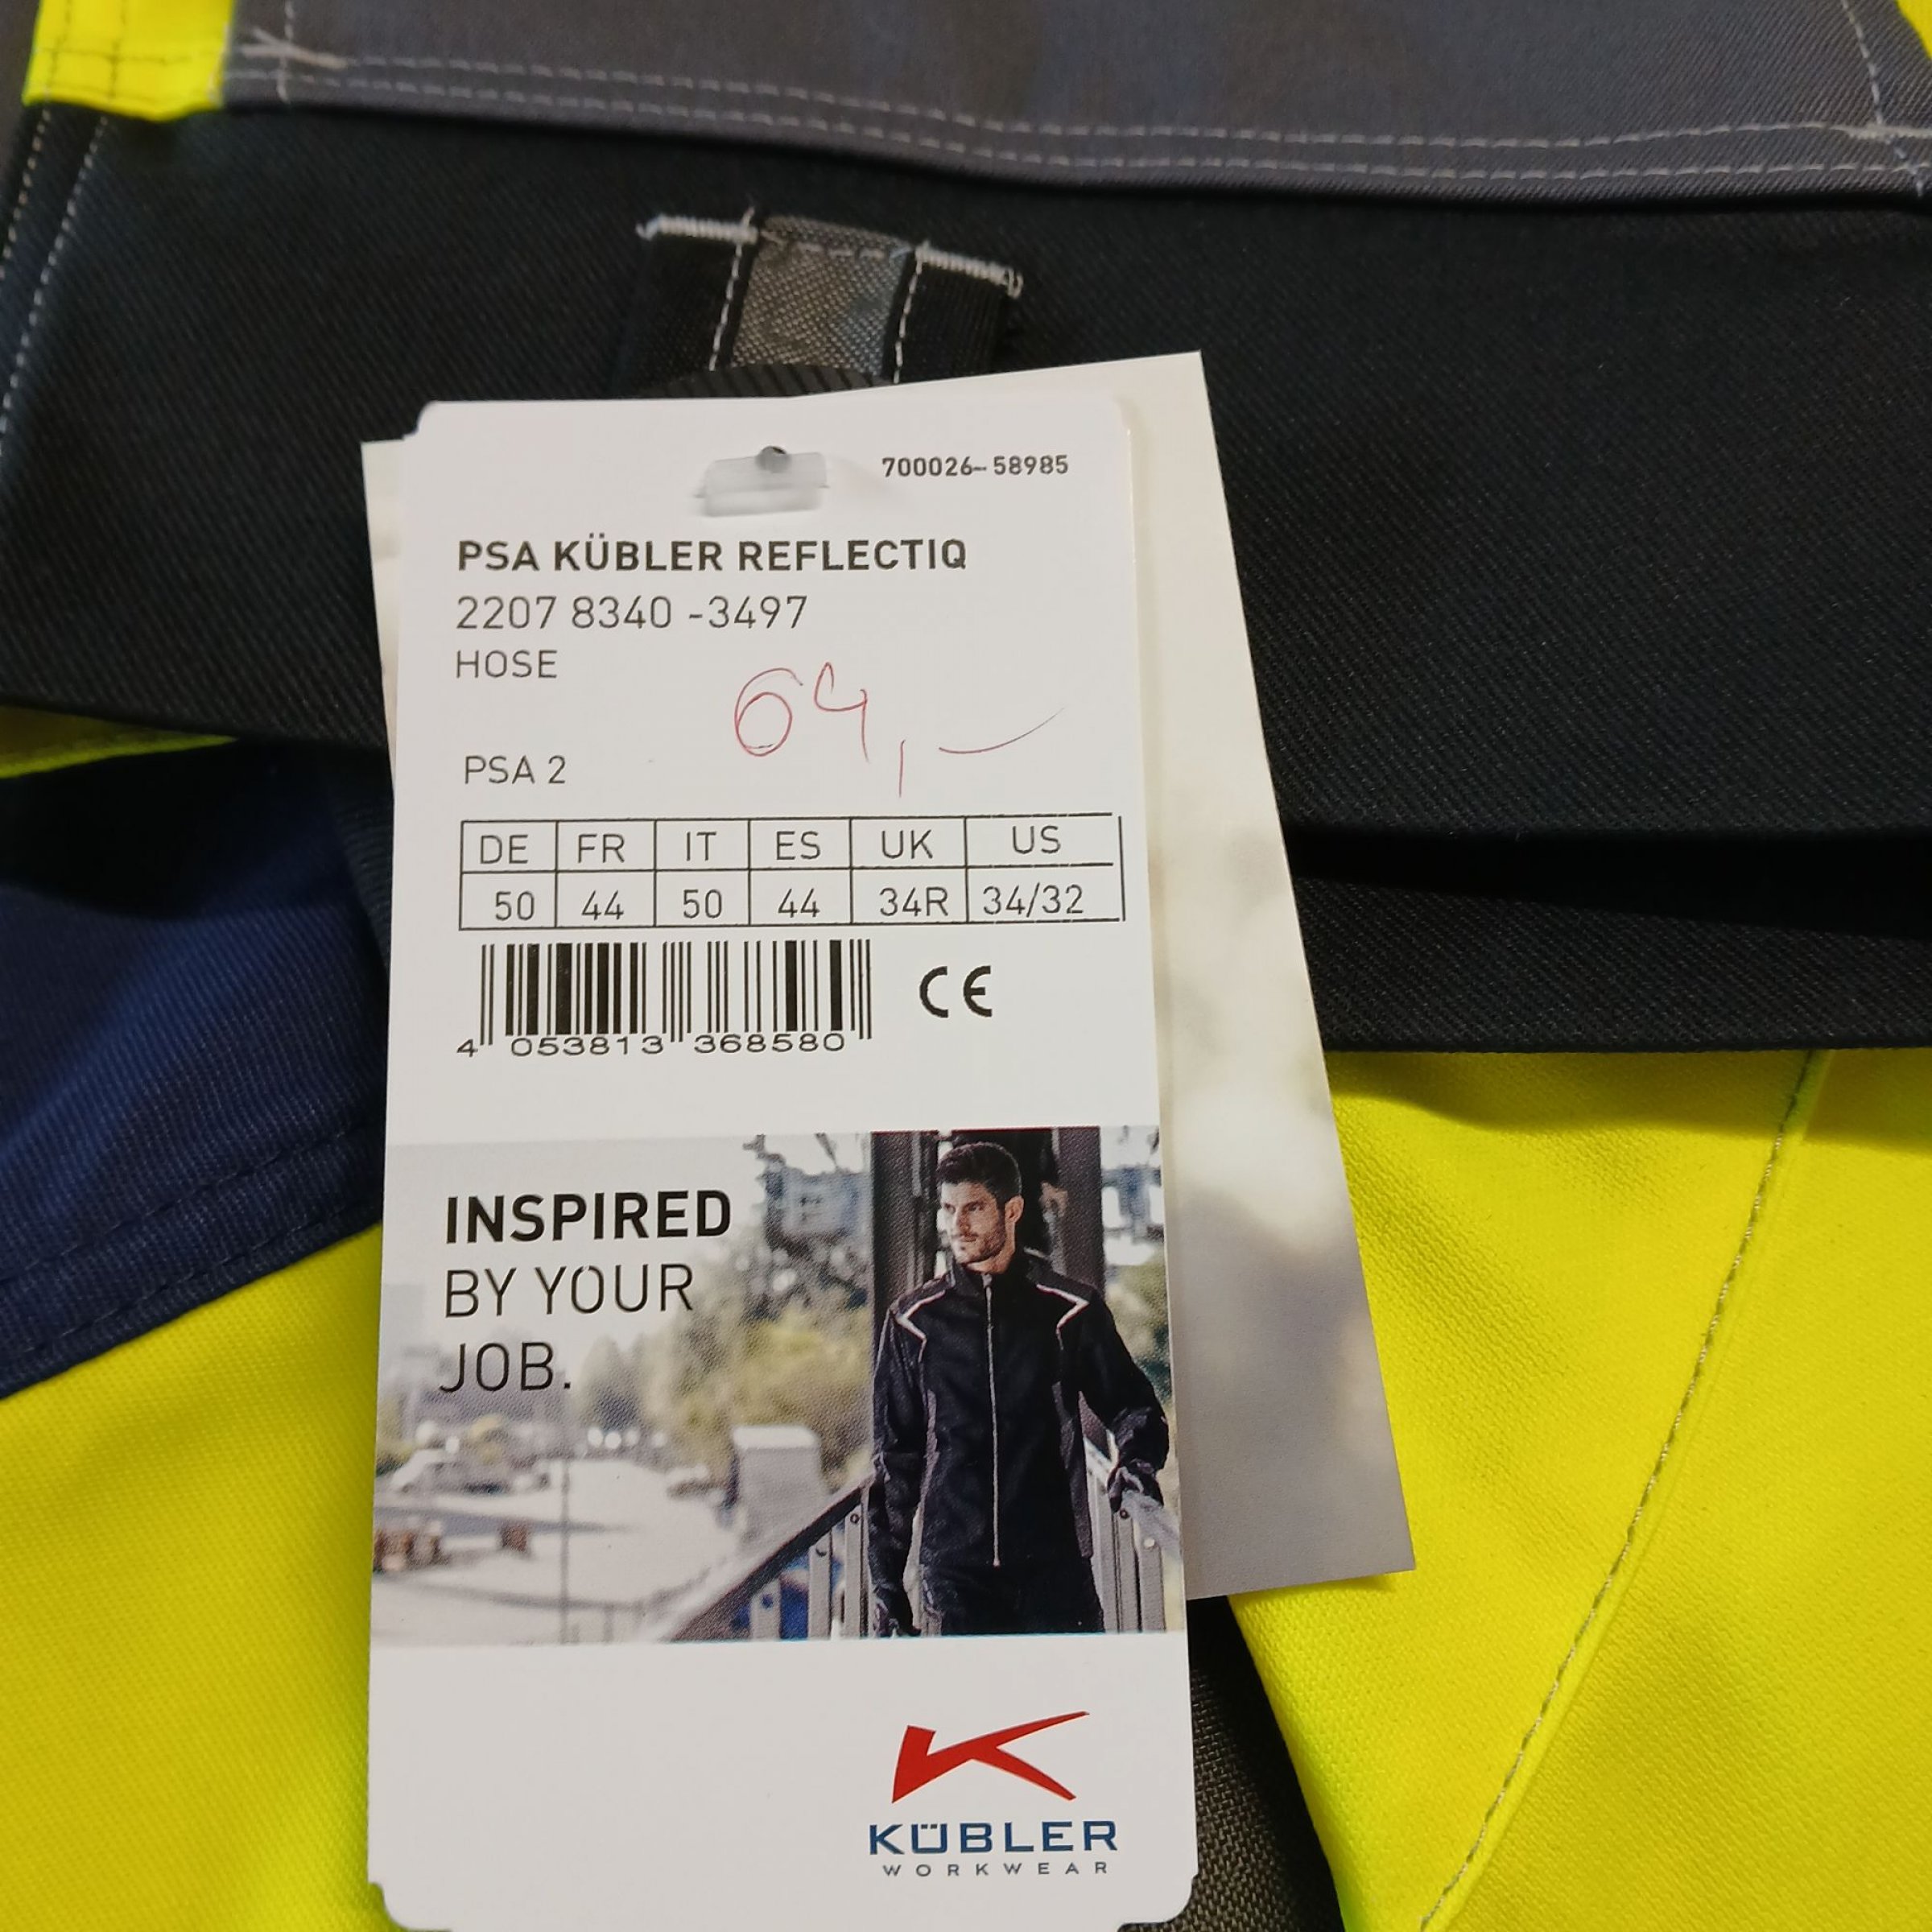 700026-58985
PSA KÜBLER REFLECTIQ
2207 8340 -3497
HOSE
64,-
PSA 2
DE FR IT ES UK US
50 44 50 44 34R 34/32
4 053813 368580
CE
INSPIRED
BY YOUR
JOB.
KÜBLER
WORKWEAR